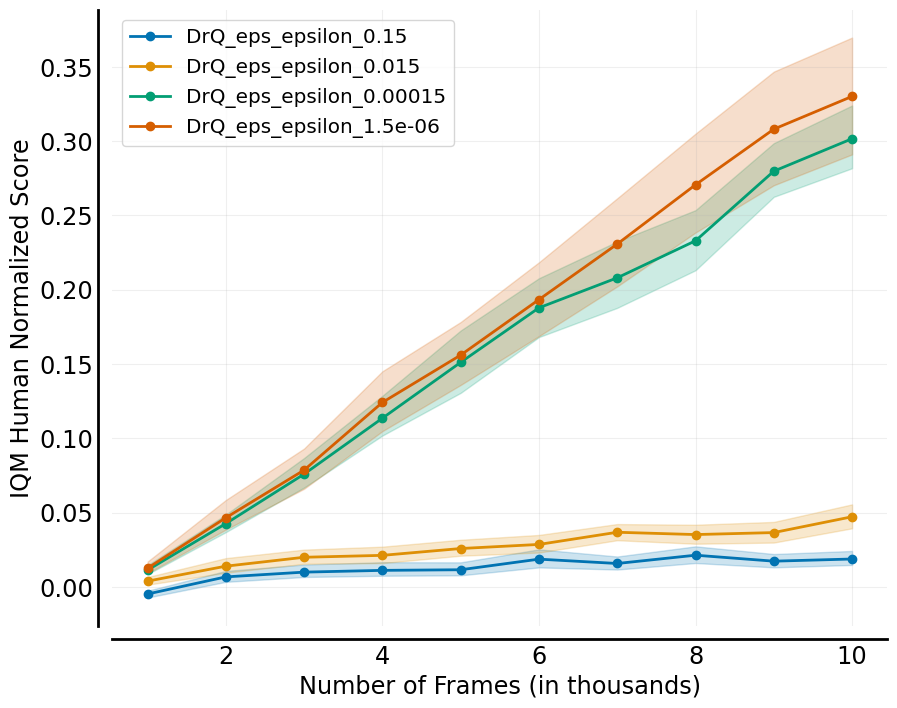 DrQ_eps_epsilon_0.15
DrQ_eps_epsilon_0.015
DrQ_eps_epsilon_0.00015
DrQ_eps_epsilon_1.5e-06
IQM Human Normalized Score
0.35
0.30
0.25
0.20
0.15
0.10
0.05
0.00
2 4 6 8 10
Number of Frames (in thousands)